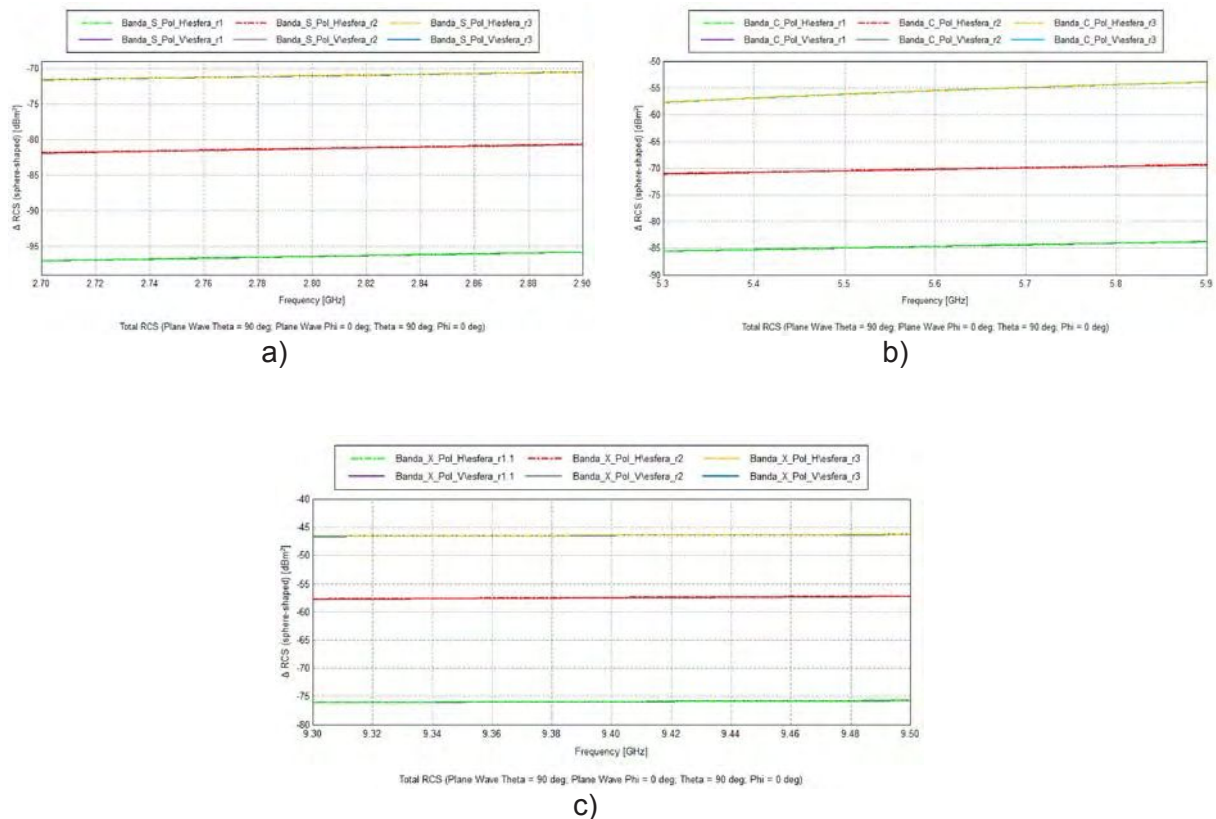 Banda_S_Pol_H\esfera_r1 Banda_S_Pol_H\esfera_r2 Banda_S_Pol_H\esfera_r3
Banda_S_Pol_V\esfera_r1 Banda_S_Pol_V\esfera_r2 Banda_S_Pol_V\esfera_r3
-70
-75
-80
-85
-90
-95
Δ RCS (sphere-shaped) [dBm²]
2.70 2.72 2.74 2.76 2.78 2.80 2.82 2.84 2.86 2.88 2.90
Frequency [GHz]
Total RCS (Plane Wave Theta = 90 deg; Plane Wave Phi = 0 deg; Theta = 90 deg; Phi = 0 deg)
a)
Banda_C_Pol_H\esfera_r1 Banda_C_Pol_H\esfera_r2 Banda_C_Pol_H\esfera_r3
Banda_C_Pol_V\esfera_r1 Banda_C_Pol_V\esfera_r2 Banda_C_Pol_V\esfera_r3
-50
-55
-60
-65
-70
-75
-80
-85
-90
Δ RCS (sphere-shaped) [dBm²]
5.3 5.4 5.5 5.6 5.7 5.8 5.9
Frequency [GHz]
Total RCS (Plane Wave Theta = 90 deg; Plane Wave Phi = 0 deg; Theta = 90 deg; Phi = 0 deg)
b)
Banda_X_Pol_H\esfera_r1.1 Banda_X_Pol_H\esfera_r2 Banda_X_Pol_H\esfera_r3
Banda_X_Pol_V\esfera_r1.1 Banda_X_Pol_V\esfera_r2 Banda_X_Pol_V\esfera_r3
-40
-45
-50
-55
-60
-65
-70
-75
-80
Δ RCS (sphere-shaped) [dBm²]
9.30 9.32 9.34 9.36 9.38 9.40 9.42 9.44 9.46 9.48 9.50
Frequency [GHz]
Total RCS (Plane Wave Theta = 90 deg; Plane Wave Phi = 0 deg; Theta = 90 deg; Phi = 0 deg)
c)